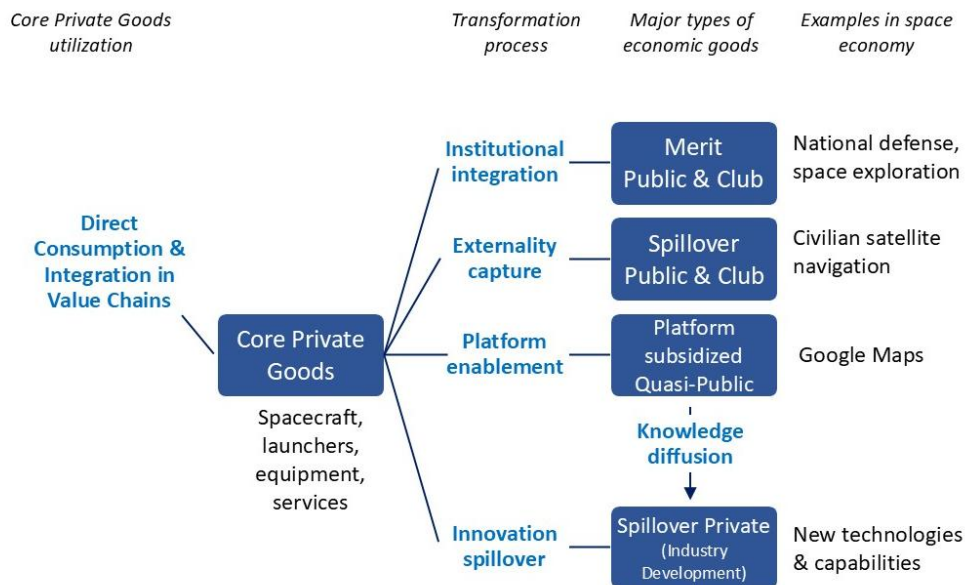 Core Private Goods
utilization
Transformation
process
Major types of
economic goods
Examples in space
economy
Institutional
integration
Merit
Public & Club
National defense,
space exploration
Direct
Consumption &
Integration in
Value Chains
Externality
capture
Spillover
Public & Club
Civilian satellite
navigation
Core Private
Goods
Spacecraft,
launchers,
equipment,
services
Platform
enablement
Platform
subsidized
Quasi-Public
Google Maps
Knowledge
diffusion
Innovation
spillover
Spillover Private
(Industry
Development)
New technologies
& capabilities